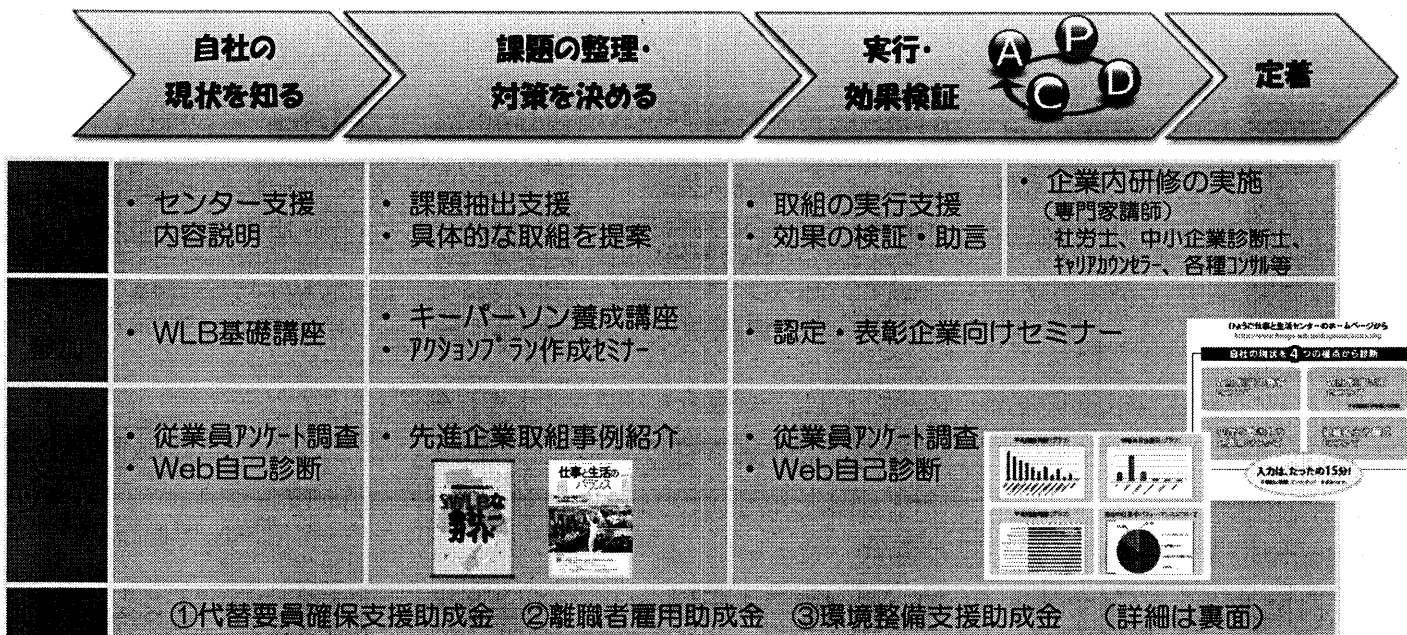 自社の
現状を知る
課題の整理・
対策を決める
実行・
効果検証
A
P
D
C
定着
・ センター支援
内容説明
・ 課題抽出支援
・ 具体的な取組を提案
・ 取組の実行支援
・ 効果の検証・助言
・ 企業内研修の実施
（専門家講師）
社労士、中小企業診断士、
ｷｬﾘｱｶｳﾝｾﾗｰ、各種ｺﾝｻﾙ等
参加
・ WLB基礎講座
・ キーパーソン養成講座
・ ｱｸｼｮﾝﾌﾟﾗﾝ作成ｾﾐﾅｰ
・ 認定・表彰企業向けセミナー
ひょうご仕事と生活センターのホームページから
自社の現状を4つの視点から診断
入力は、たったの15分!
・ 従業員ｱﾝｹｰﾄ調査
・ Web自己診断
・ 先進企業取組事例紹介
ガイド
仕事と生活の
バランス
・ 従業員ｱﾝｹｰﾄ調査
・ Web自己診断
①代替要員確保支援助成金 ②離職者雇用助成金 ③環境整備支援助成金 （詳細は裏面）